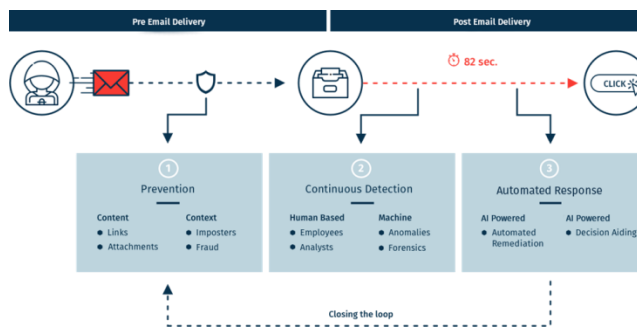 Pre Email Delivery
Post Email Delivery
82 sec.
CLICK
1
Prevention
Content
Links
Attachments
Context
Imposters
Fraud
2
Continuous Detection
Human Based
Employees
Analysts
Machine
Anomalies
Forensics
3
Automated Response
AI Powered
Automated
Remediation
AI Powered
Decision Aiding
Closing the loop